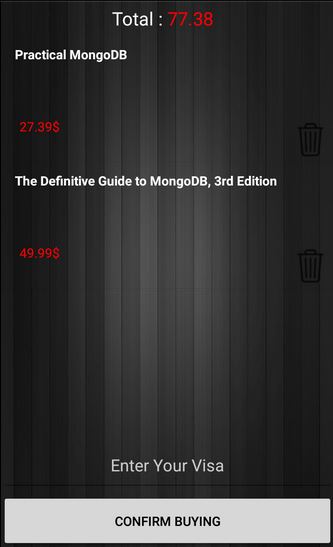 Total : 77.38
Practical MongoDB
27.39$
The Definitive Guide to MongoDB, 3rd Edition
49.99$
Enter Your Visa
CONFIRM BUYING